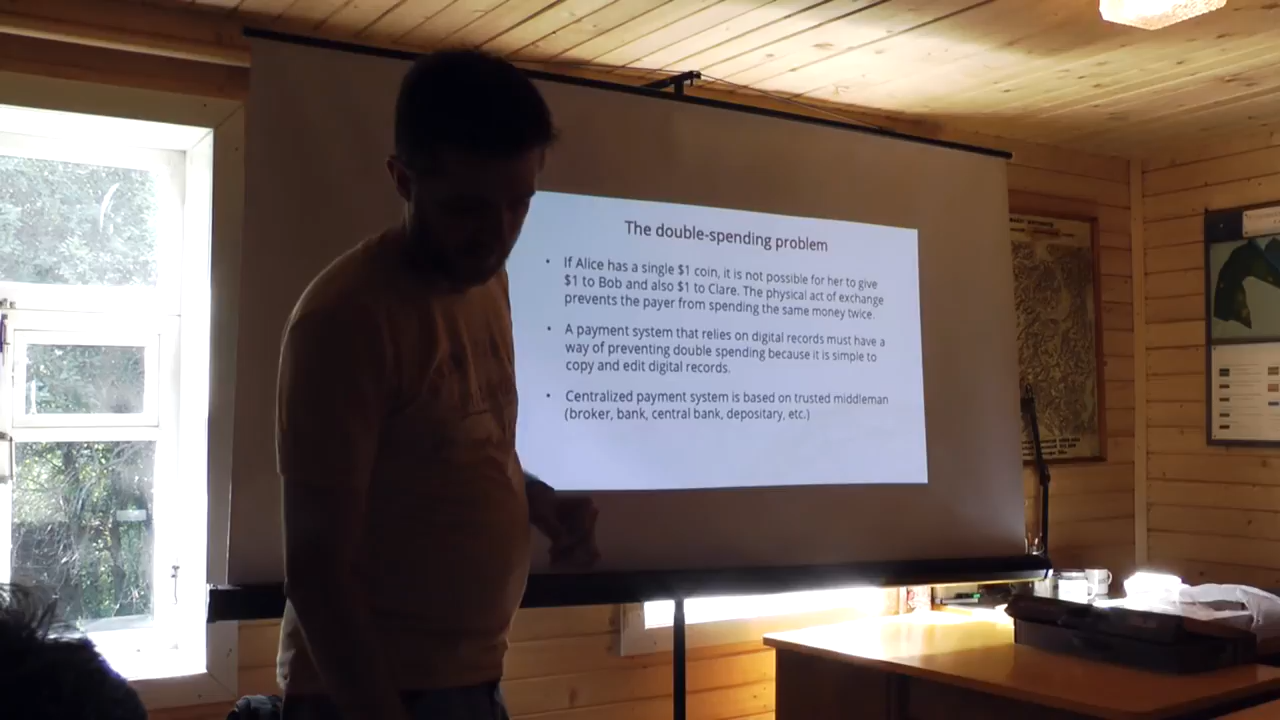 The double-spending problem
• If Alice has a single $1 coin, it is not possible for her to give
$1 to Bob and also $1 to Clare. The physical act of exchange
prevents the payer from spending the same money twice.
• A payment system that relies on digital records must have a
way of preventing double spending because it is simple to
copy and edit digital records.
• Centralized payment system is based on trusted middleman
(broker, bank, central bank, depositary, etc.)